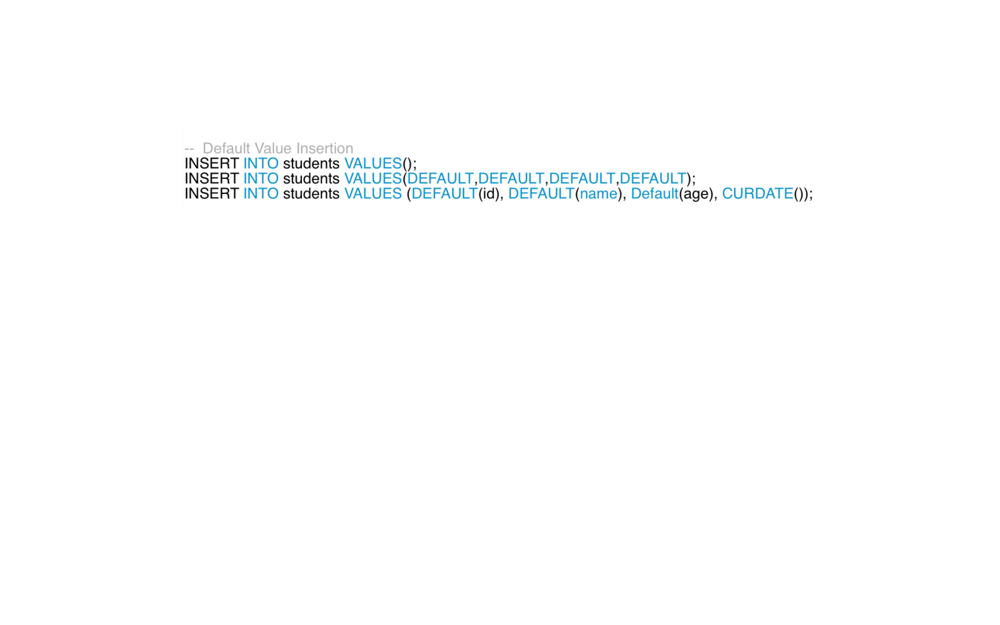 --  Default Value Insertion
INSERT INTO students VALUES();
INSERT INTO students VALUES(DEFAULT,DEFAULT,DEFAULT,DEFAULT);
INSERT INTO students VALUES (DEFAULT(id), DEFAULT(name), Default(age), CURDATE());